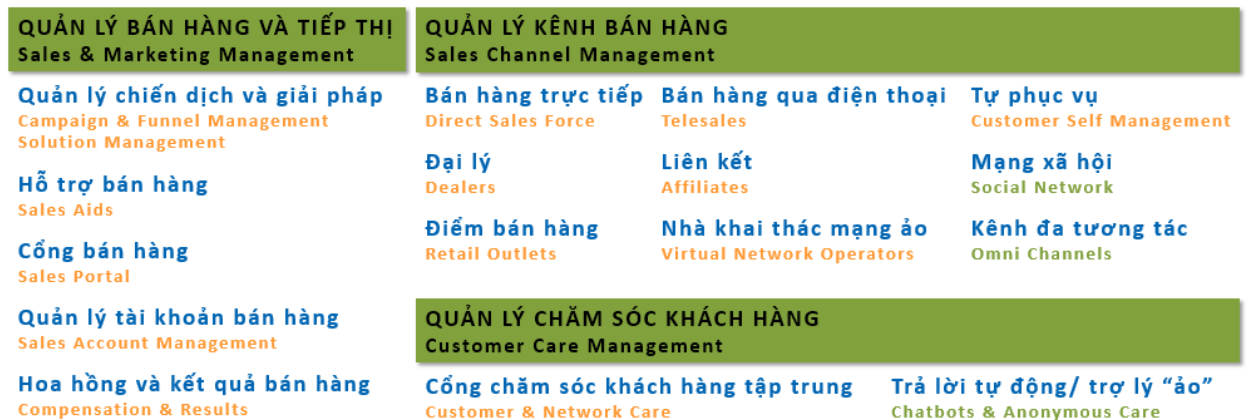 QUẢN LÝ BÁN HÀNG VÀ TIẾP THỊ
Sales & Marketing Management
Quản lý chiến dịch và giải pháp
Campaign & Funnel Management
Solution Management
Hỗ trợ bán hàng
Sales Aids
Cổng bán hàng
Sales Portal
Quản lý tài khoản bán hàng
Sales Account Management
Hoa hồng và kết quả bán hàng
Compensation & Results
QUẢN LÝ KÊNH BÁN HÀNG
Sales Channel Management
Bán hàng trực tiếp
Direct Sales Force
Bán hàng qua điện thoại
Telesales
Tự phục vụ
Customer Self Management
Đại lý
Dealers
Liên kết
Affiliates
Mạng xã hội
Social Network
Điểm bán hàng
Retail Outlets
Nhà khai thác mạng ảo
Virtual Network Operators
Kênh đa tương tác
Omni Channels
QUẢN LÝ CHĂM SÓC KHÁCH HÀNG
Customer Care Management
Cổng chăm sóc khách hàng tập trung
Customer & Network Care
Trả lời tự động/ trợ lý “ảo”
Chatbots & Anonymous Care